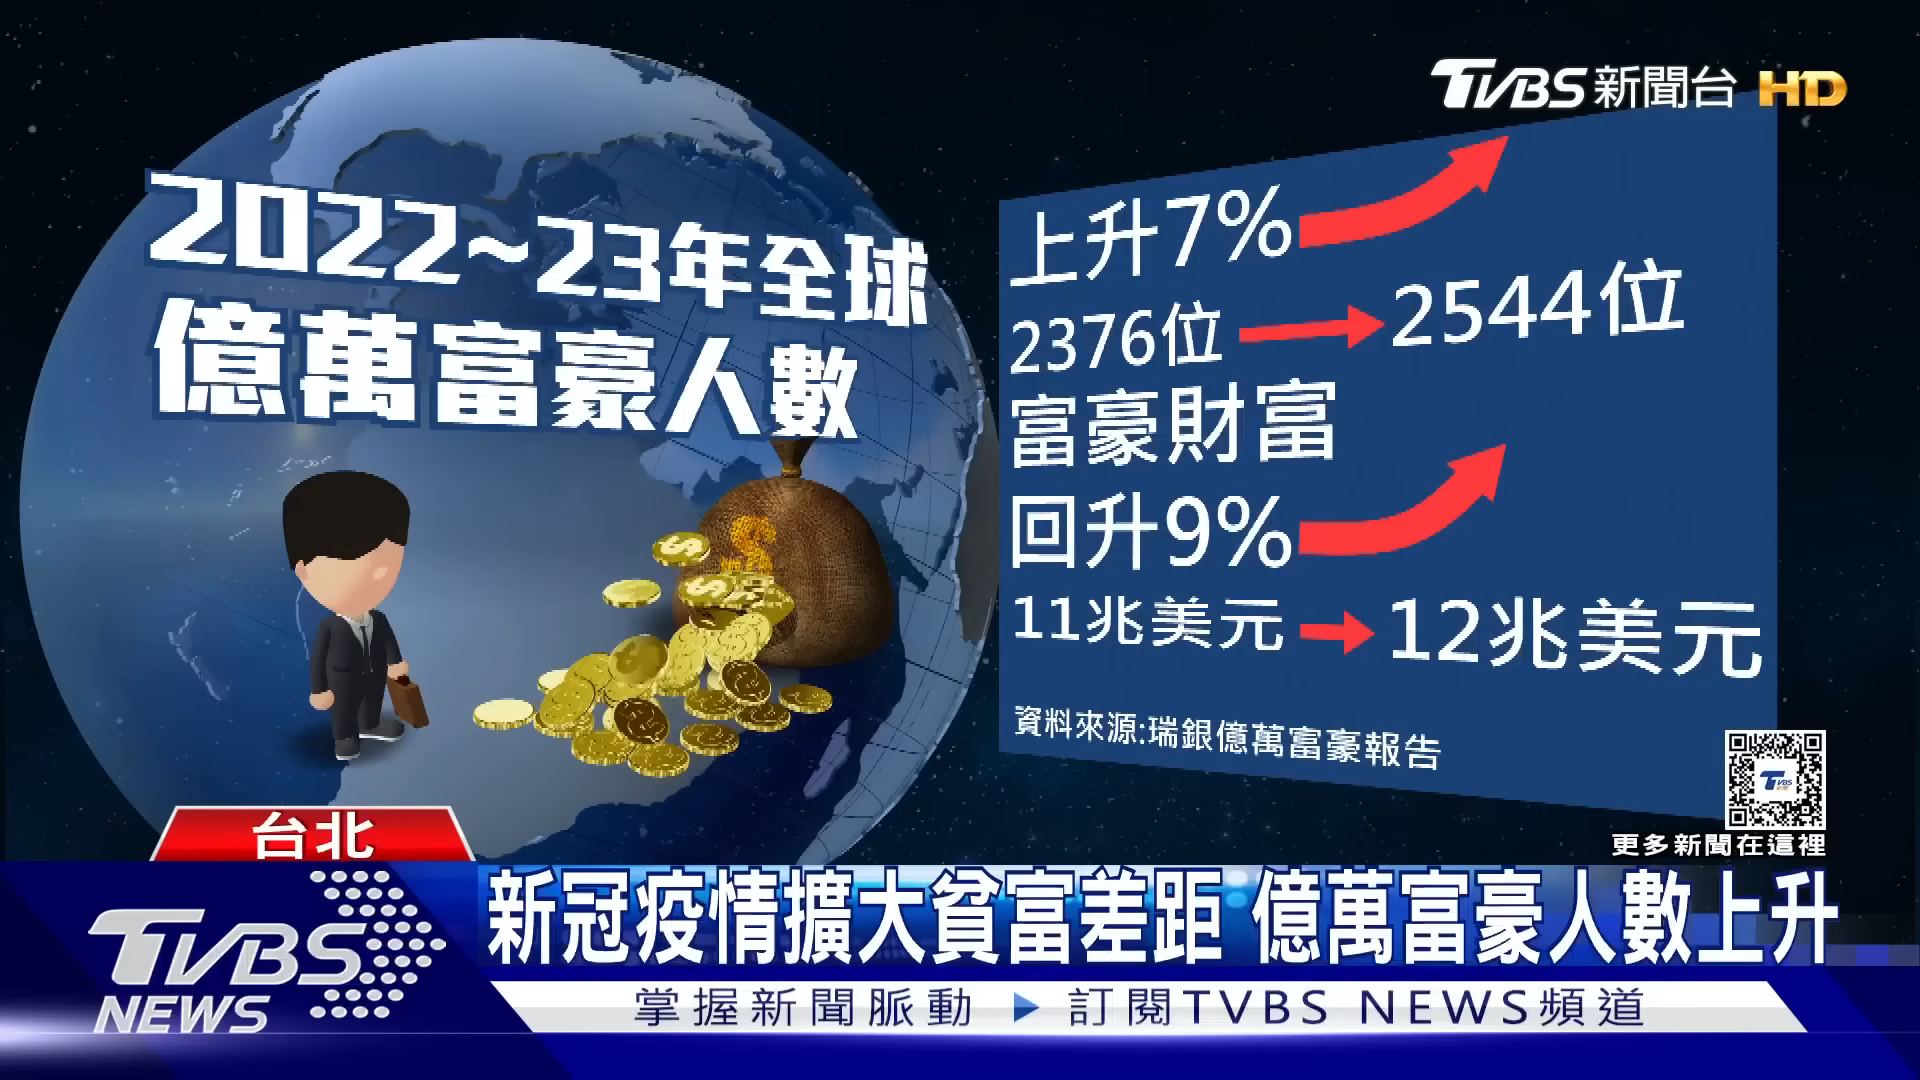 TVBS新聞台 HD
2022~23年全球
億萬富豪人數
上升7%
2376位 2544位
富豪財富
回升9%
11兆美元 12兆美元
資料來源:瑞銀億萬富豪報告
TVBS
更多新聞在這裡
台北
新冠疫情擴大貧富差距 億萬富豪人數上升
TVBS NEWS
掌握新聞脈動 訂閱TVBS NEWS頻道